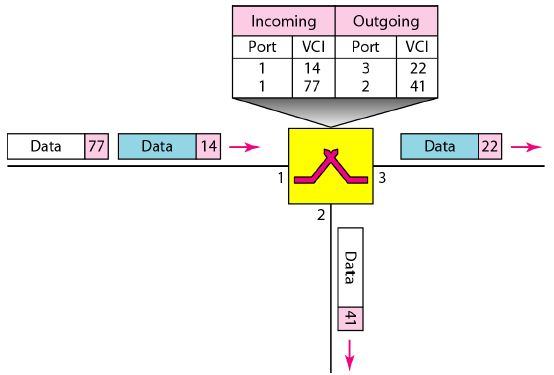 Incoming Outgoing
Port VCI Port VCI
1 14 3 22
1 77 2 41
Data 77 Data 14 Data 22
1 3
2
Data 41